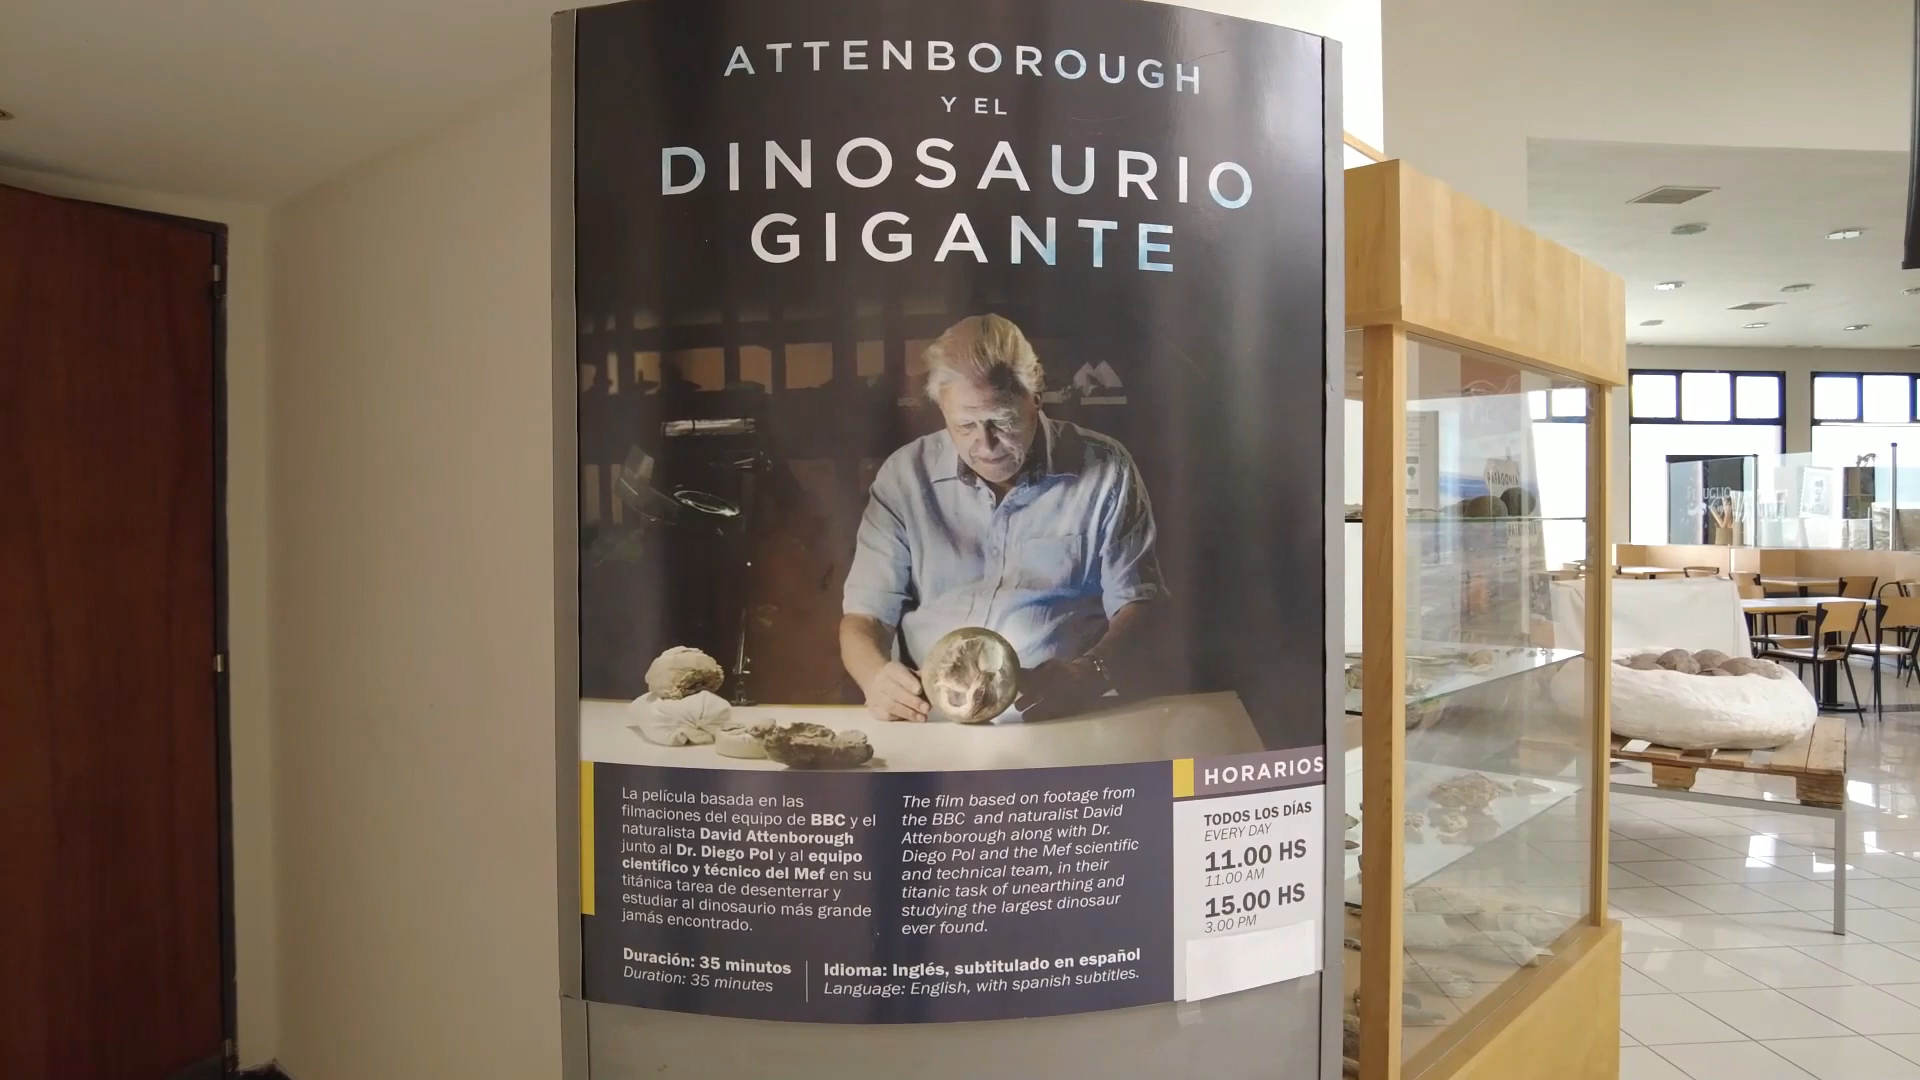 ATTENBOROUGH
Y EL
DINOSAURIO
GIGANTE
La película basada en las
filmaciones del equipo de BBC y el
naturalista David Attenborough
junto al Dr. Diego Pol y al equipo
científico y técnico del Mef en su
titánica tarea de desenterrar y
estudiar al dinosaurio más grande
jamás encontrado.
The film based on footage from
the BBC and naturalist David
Attenborough along with Dr.
Diego Pol and the Mef scientific
and technical team, in their
titanic task of unearthing and
studying the largest dinosaur
ever found.
Duración: 35 minutos
Duration: 35 minutes
Idioma: Inglés, subtitulado en español
Language: English, with spanish subtitles.
HORARIOS
TODOS LOS DÍAS
EVERY DAY
11.00 HS
11.00 AM
15.00 HS
3.00 PM